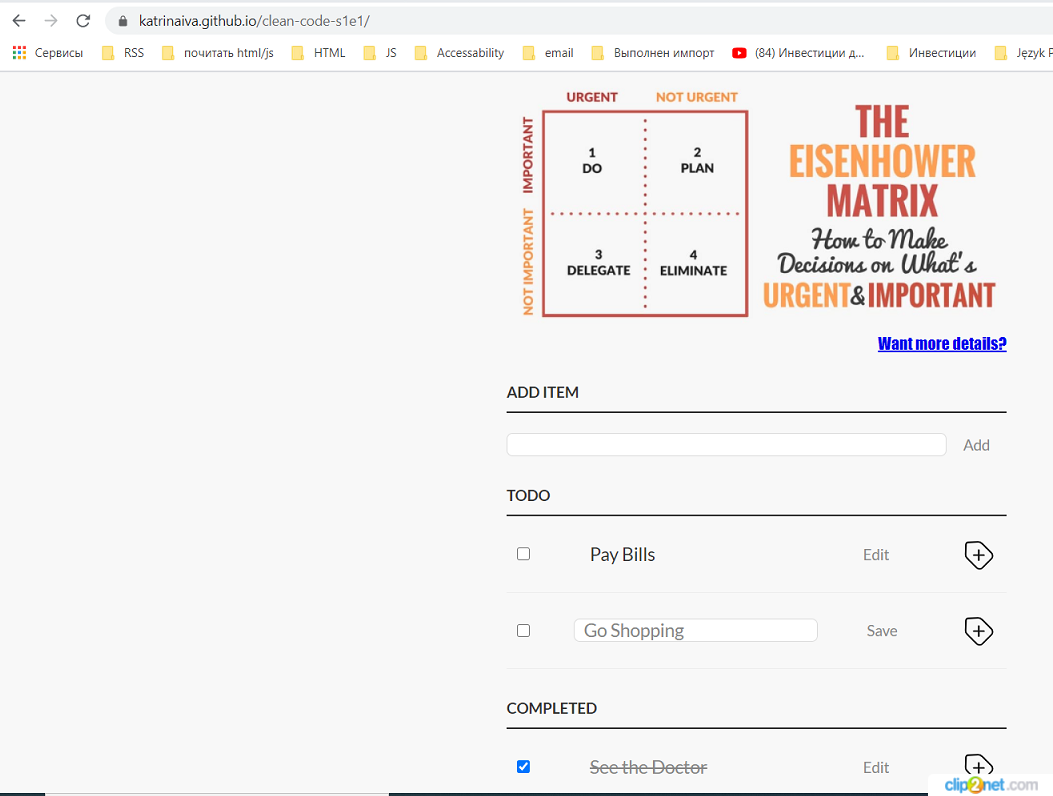 katrinaiva.github.io/clean-code-s1e1/
Сервисы RSS почитать html/js HTML JS Accessability email Выполнен импорт (84) Инвестиции д... Инвестиции Język
URGENT NOT URGENT
IMPORTANT
NOT IMPORTANT
1
DO
2
PLAN
3
DELEGATE
4
ELIMINATE
THE
EISENHOWER
MATRIX
How to Make
Decisions on What's
URGENT&IMPORTANT
Want more details?
ADD ITEM
Add
TODO
Pay Bills Edit
Go Shopping Save
COMPLETED
See the Doctor Edit
clip2net.com